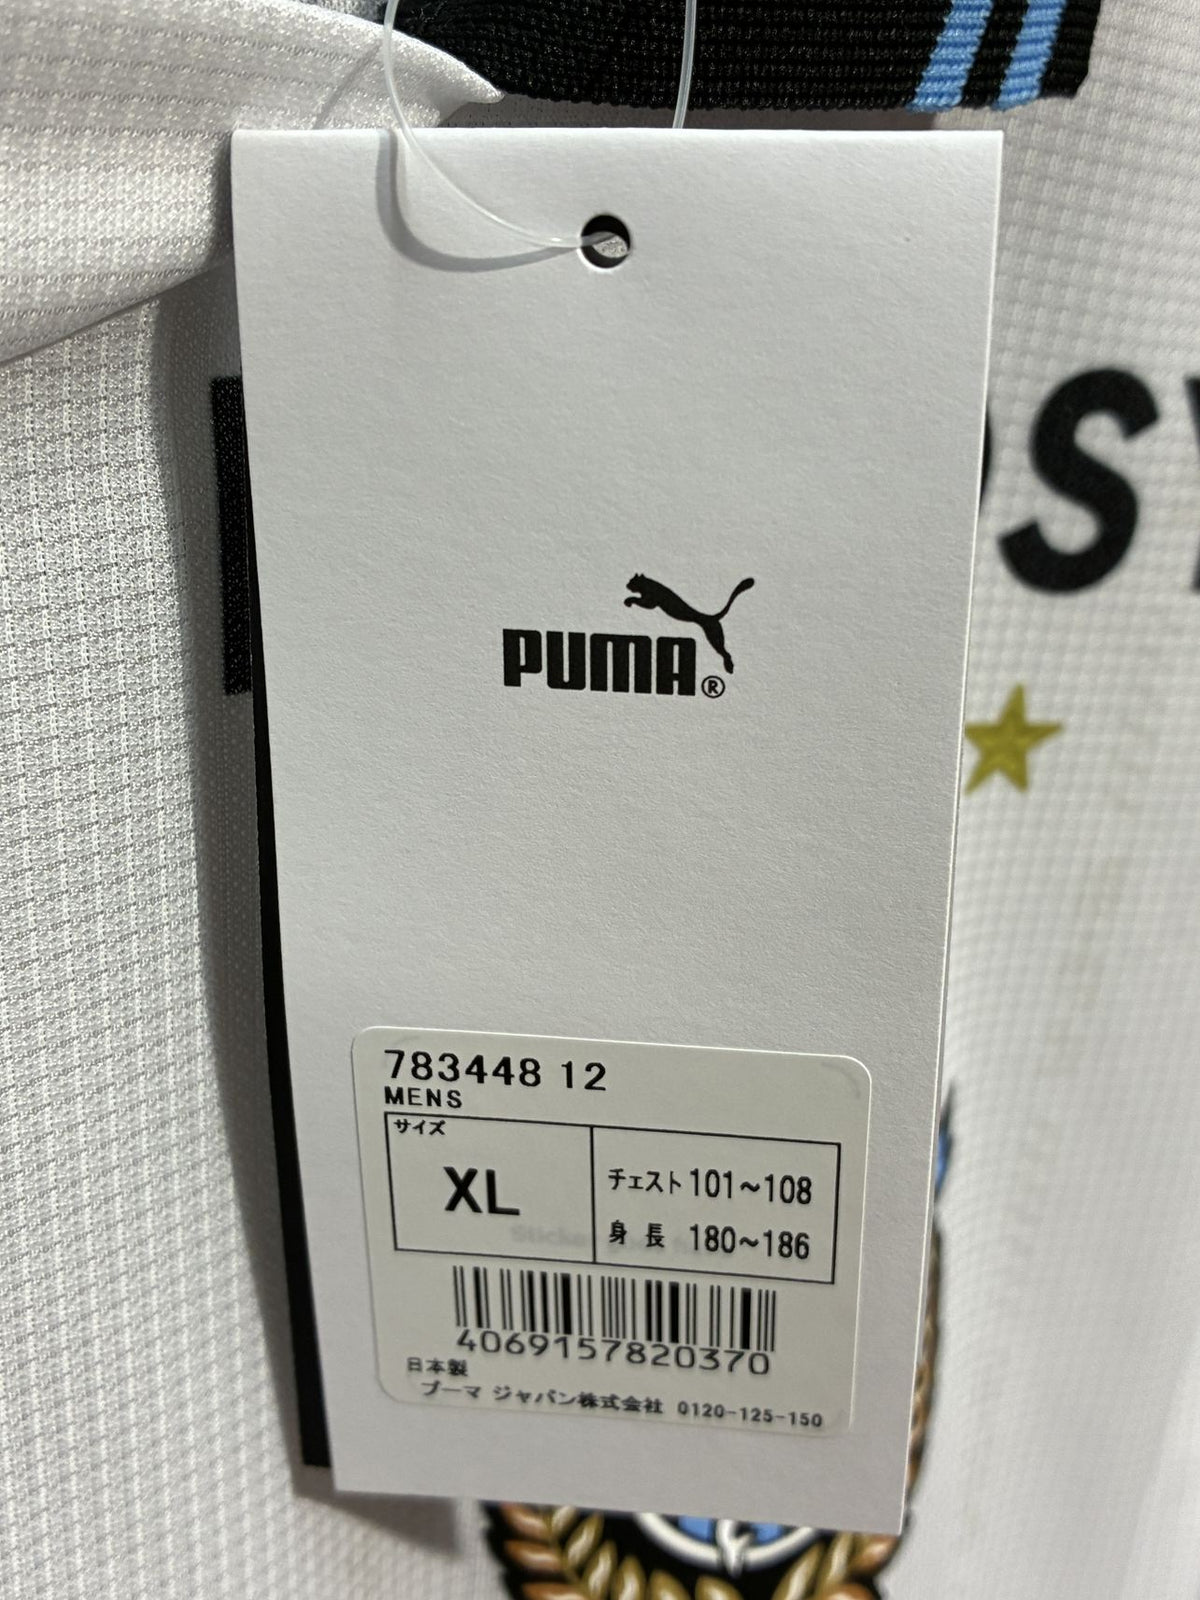 PUMA®
SY
783448 12
MENS
サイズ
XL
チェスト 101~108
身 長 180~186
4069157820370
日本製
プーマ ジャパン株式会社 0120-125-150